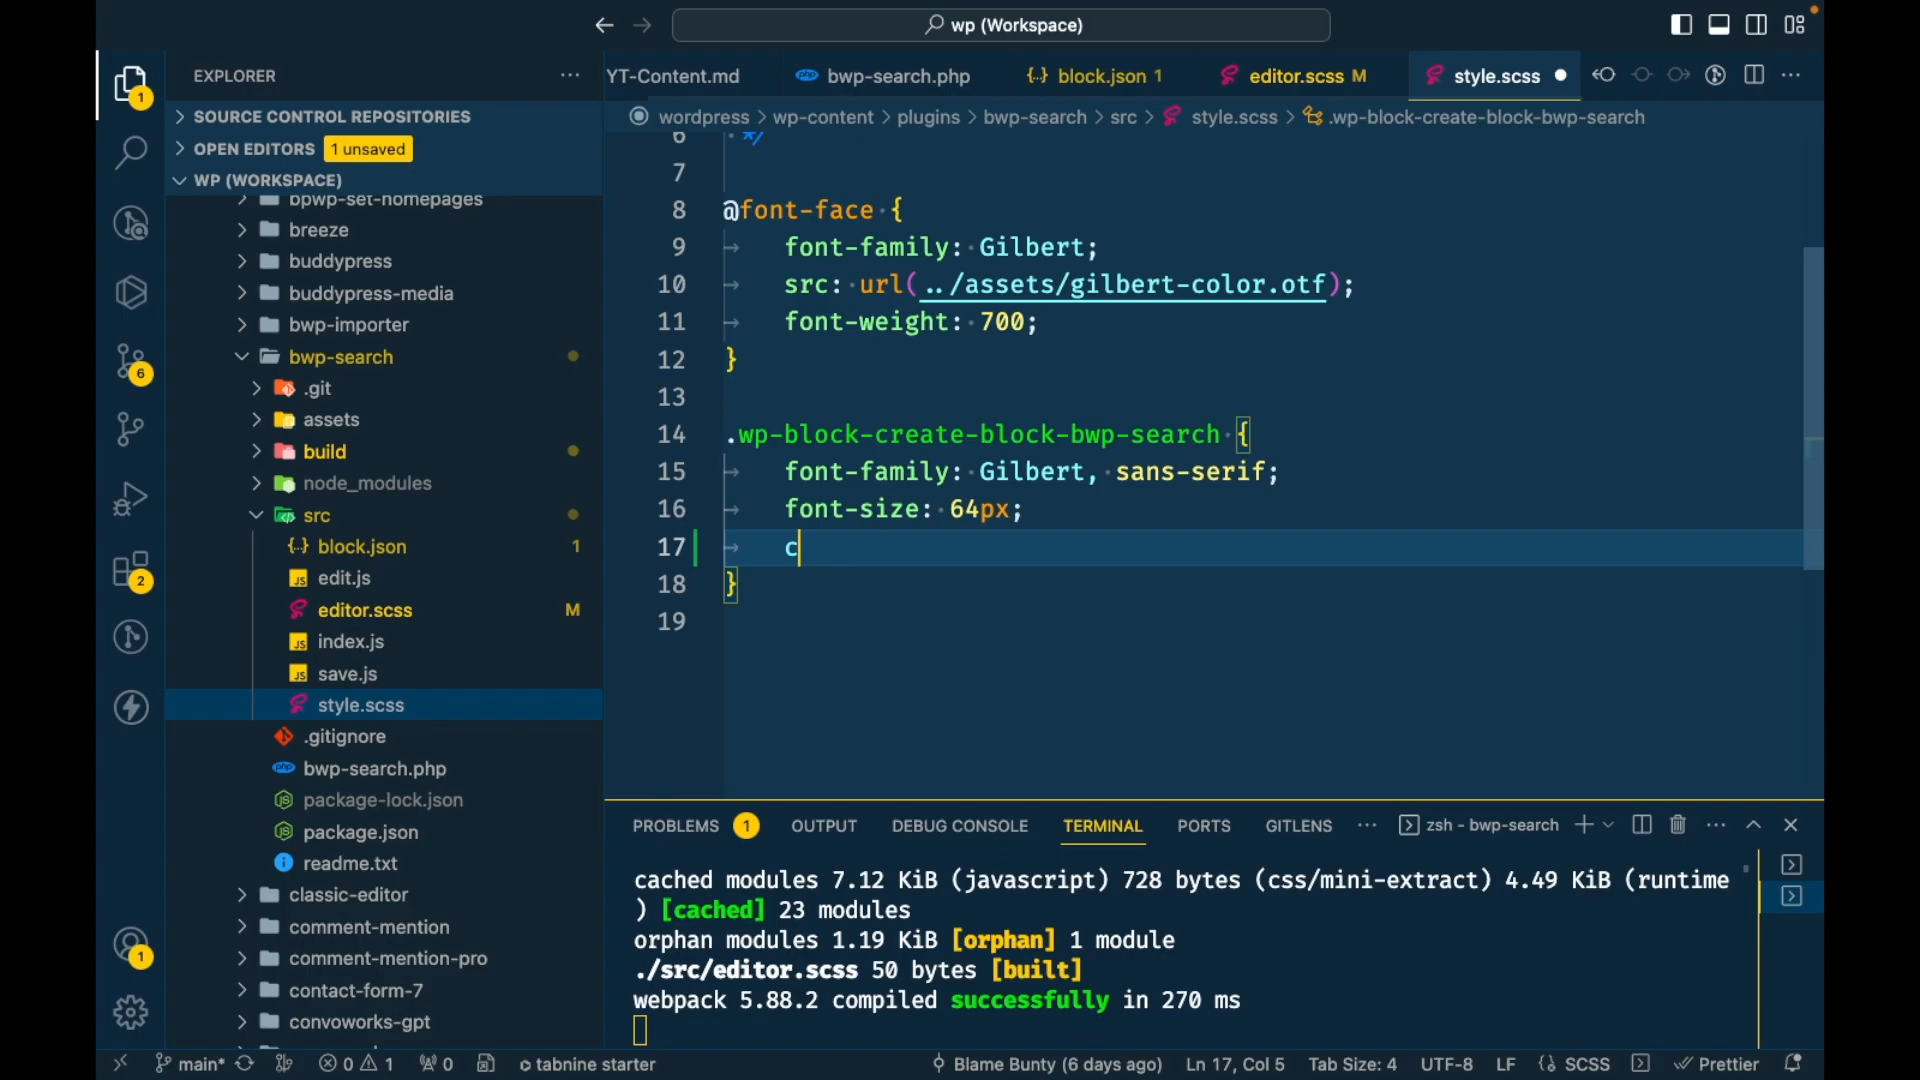 wp (Workspace)
EXPLORER
YT-Content.md
bwp-search.php
block.json 1
editor.scss M
style.scss
SOURCE CONTROL REPOSITORIES
wordpress > wp-content > plugins > bwp-search > src > style.scss > .wp-block-create-block-bwp-search
OPEN EDITORS 1 unsaved
WP (WORKSPACE)
bpwp-set-homepages
breeze
buddypress
buddypress-media
bwp-importer
bwp-search
.git
assets
build
node_modules
src
block.json 1
edit.js
editor.scss M
index.js
save.js
style.scss
.gitignore
bwp-search.php
package-lock.json
package.json
readme.txt
classic-editor
comment-mention
comment-mention-pro
contact-form-7
convoworks-gpt
1
6
2
1
6 */
7
8 @font-face {
9 font-family: Gilbert;
10 src: url(../assets/gilbert-color.otf);
11 font-weight: 700;
12 }
13
14 .wp-block-create-block-bwp-search {
15 font-family: Gilbert, sans-serif;
16 font-size: 64px;
17 c
18 }
19
PROBLEMS 1 OUTPUT DEBUG CONSOLE TERMINAL PORTS GITLENS zsh - bwp-search
cached modules 7.12 KiB (javascript) 728 bytes (css/mini-extract) 4.49 KiB (runtime
) [cached] 23 modules
orphan modules 1.19 KiB [orphan] 1 module
./src/editor.scss 50 bytes [built]
webpack 5.88.2 compiled successfully in 270 ms
main* 0 1 0 tabnine starter Blame Bunty (6 days ago) Ln 17, Col 5 Tab Size: 4 UTF-8 LF SCSS Prettier